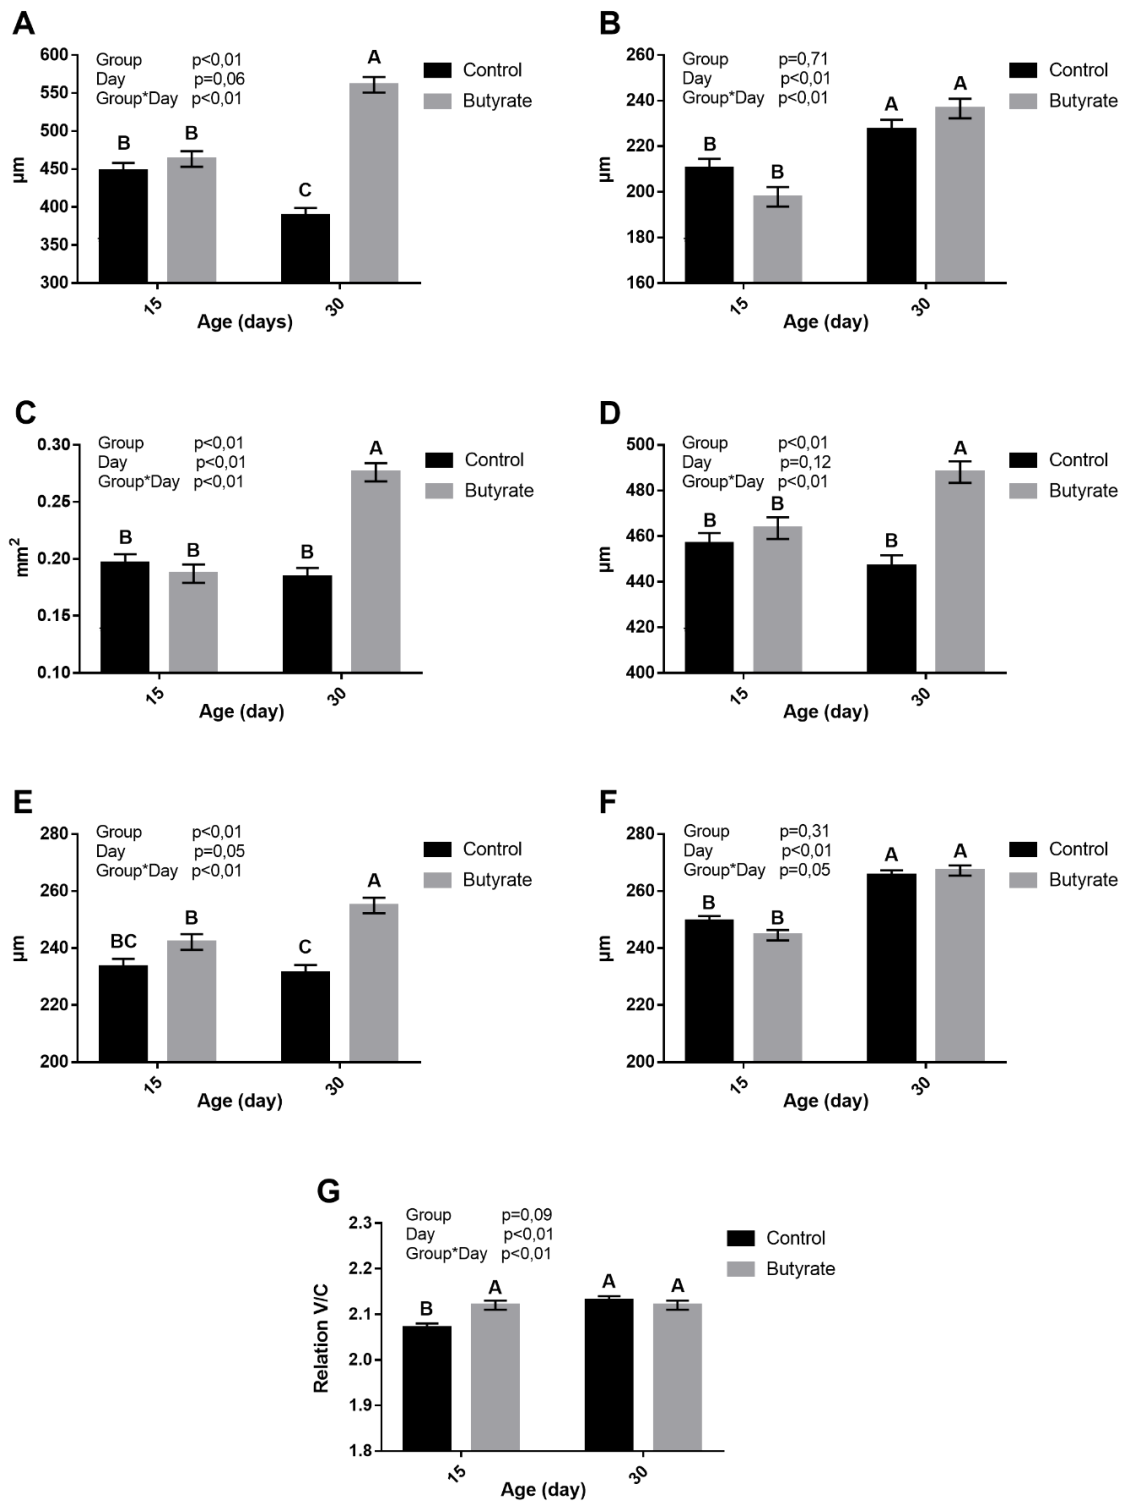 A
Group p<0,01
Day p=0,06
Group*Day p<0,01
Control
Butyrate
600
550
500
450
400
350
300
µm
B
B
C
A
15
30
Age (days)
B
Group p=0,71
Day p<0,01
Group*Day p<0,01
Control
Butyrate
260
240
220
200
180
160
µm
B
B
A
A
15
30
Age (day)
C
Group p<0,01
Day p<0,01
Group*Day p<0,01
Control
Butyrate
0.30
0.25
0.20
0.15
0.10
mm²
B
B
B
A
15
30
Age (day)
D
Group p<0,01
Day p=0,12
Group*Day p<0,01
Control
Butyrate
500
480
460
440
420
400
µm
B
B
B
A
15
30
Age (day)
E
Group p<0,01
Day p=0,05
Group*Day p<0,01
Control
Butyrate
280
260
240
220
200
µm
BC
B
C
A
15
30
Age (day)
F
Group p=0,31
Day p<0,01
Group*Day p=0,05
Control
Butyrate
280
260
240
220
200
µm
B
B
A
A
15
30
Age (day)
G
Group p=0,09
Day p<0,01
Group*Day p<0,01
Control
Butyrate
2.3
2.2
2.1
2.0
1.9
1.8
Relation V/C
B
A
A
A
15
30
Age (day)